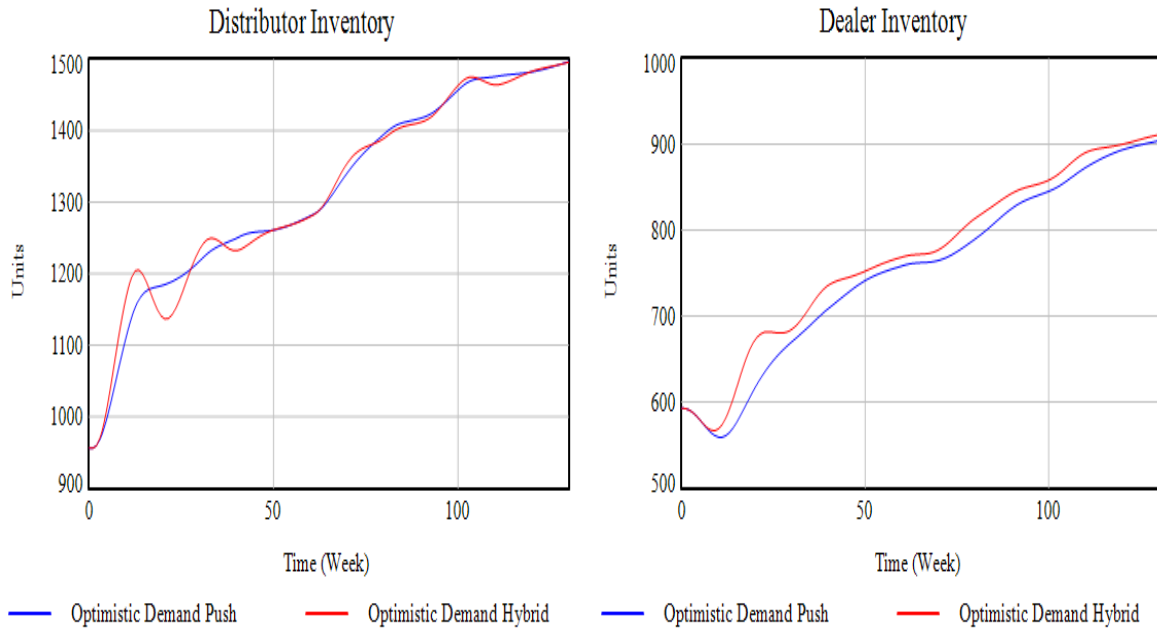 Distributor Inventory
1500
1400
1300
1200
1100
1000
900
Units
0 50 100
Time (Week)
Optimistic Demand Push Optimistic Demand Hybrid
Dealer Inventory
1000
900
800
700
600
500
Units
0 50 100
Time (Week)
Optimistic Demand Push Optimistic Demand Hybrid